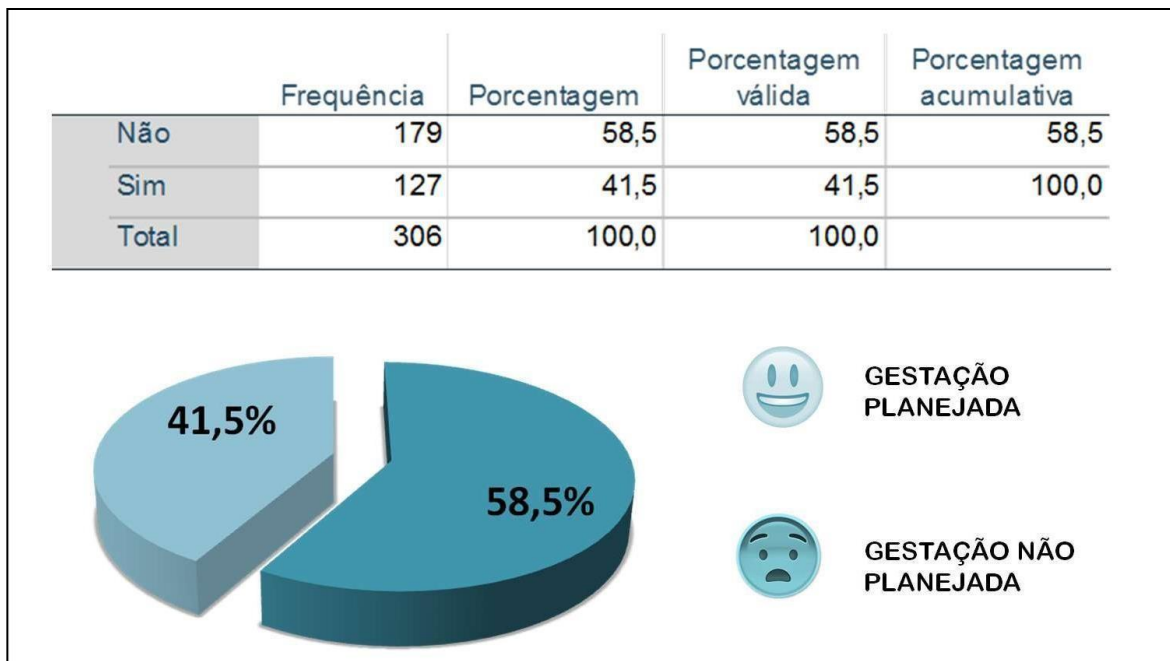 Frequência Porcentagem Porcentagem válida Porcentagem acumulativa
Não 179 58,5 58,5 58,5
Sim 127 41,5 41,5 100,0
Total 306 100,0 100,0
41,5%
58,5%
GESTAÇÃO
PLANEJADA
GESTAÇÃO NÃO
PLANEJADA